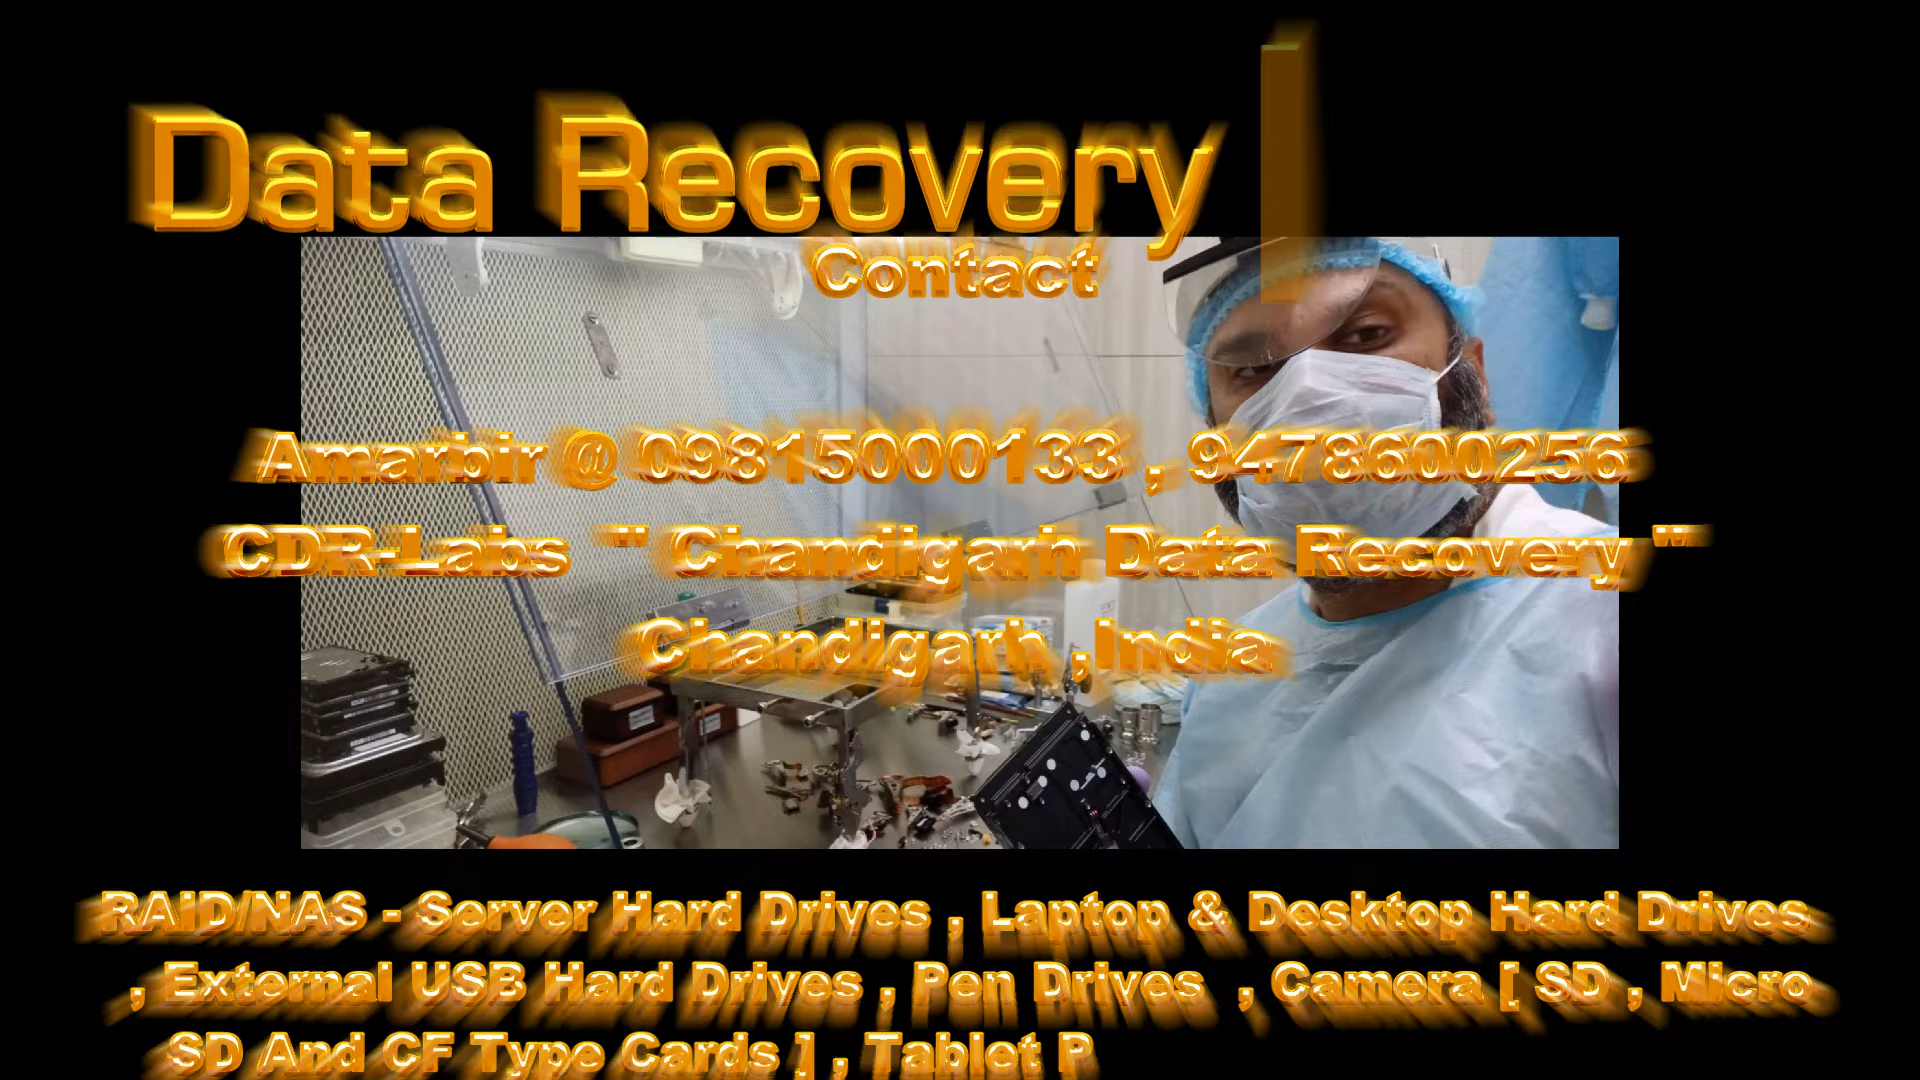 Data Recovery
Contact
Amarbir @ 09815000133 , 9478600256
CDR-Labs " Chandigarh Data Recovery "
Chandigarh ,India
RAID/NAS - Server Hard Drives , Laptop & Desktop Hard Drives
, External USB Hard Drives , Pen Drives , Camera [ SD , Micro
SD And CF Type Cards ] , Tablet P